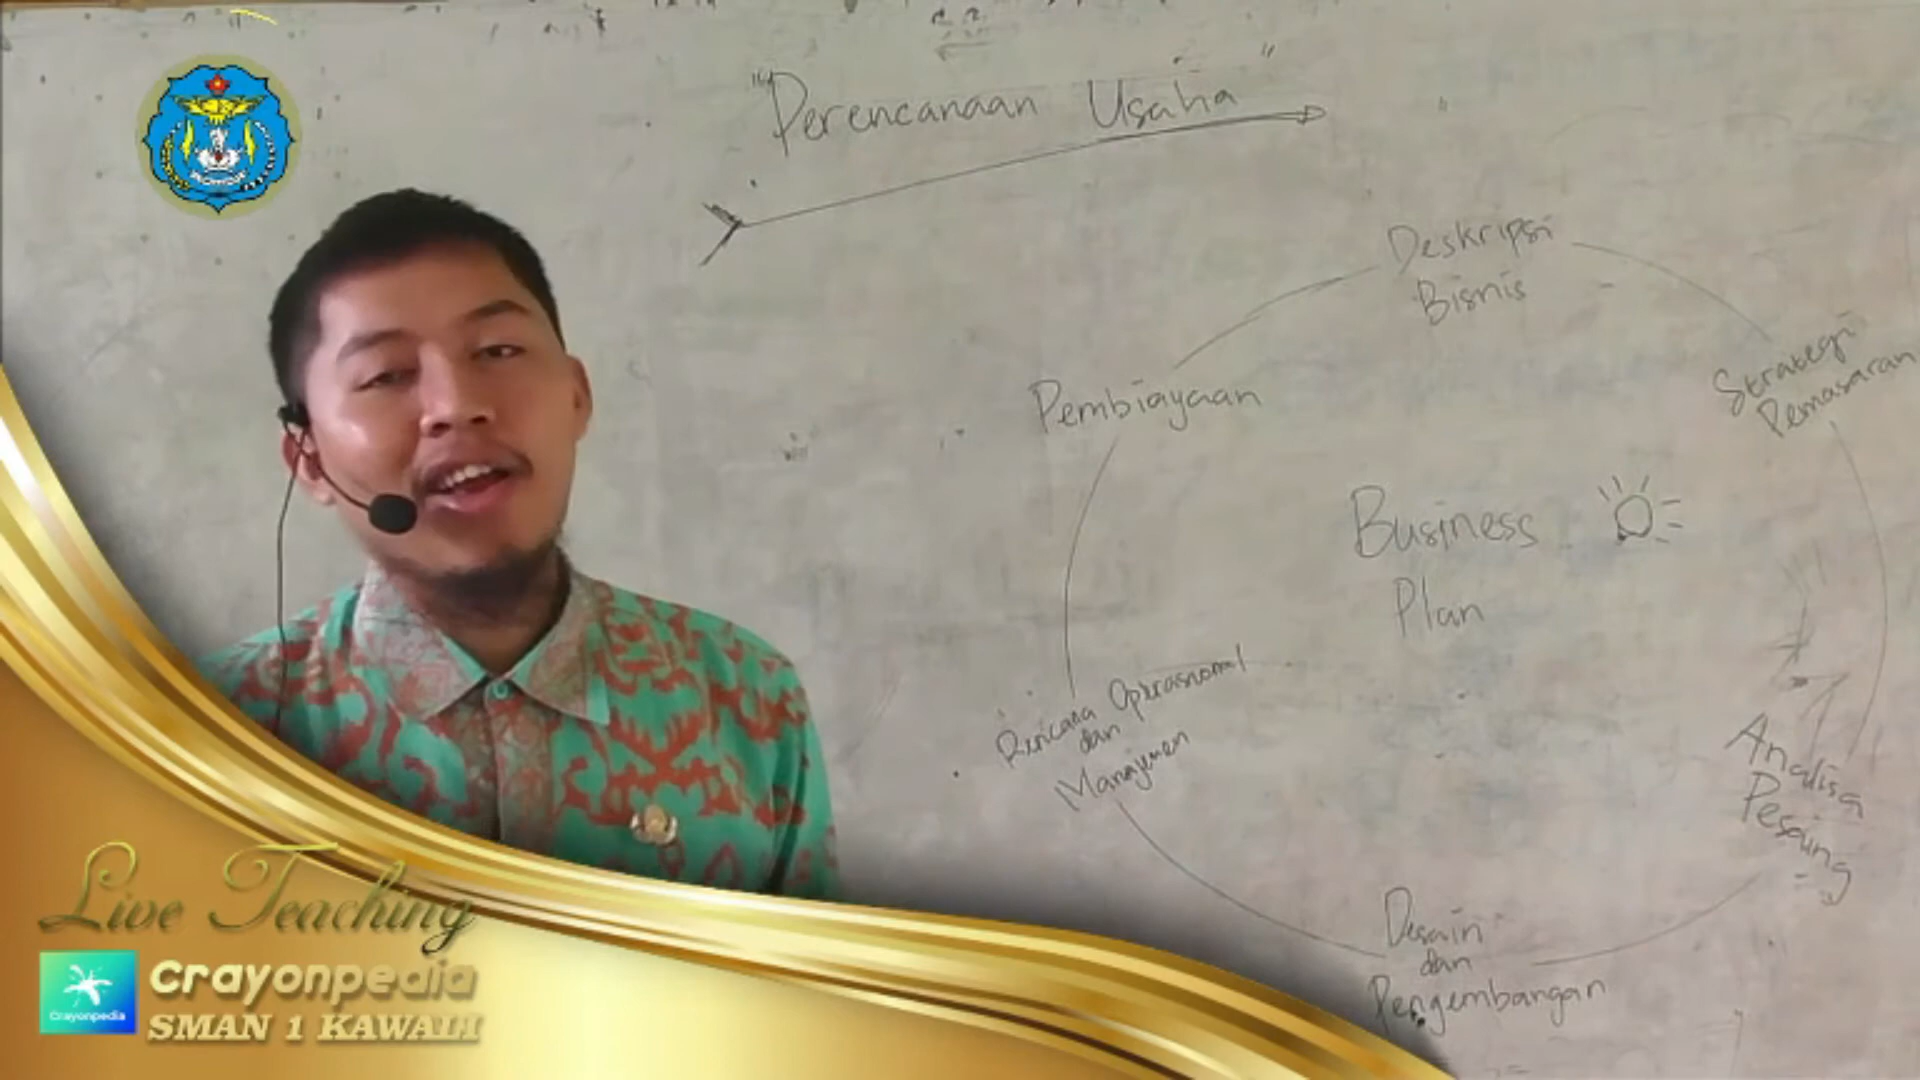 "Perencanaan Usaha"
Deskripsi
Bisnis
Strategi
Pemasaran
Pembiayaan
Business
Plan
Rencana Operasional
dan
Manajemen
Analisa
Pesaing
Desain
dan
Pengembangan
Live Teaching
Crayonpedia
SMAN 1 KAWALI
Crayonpedia